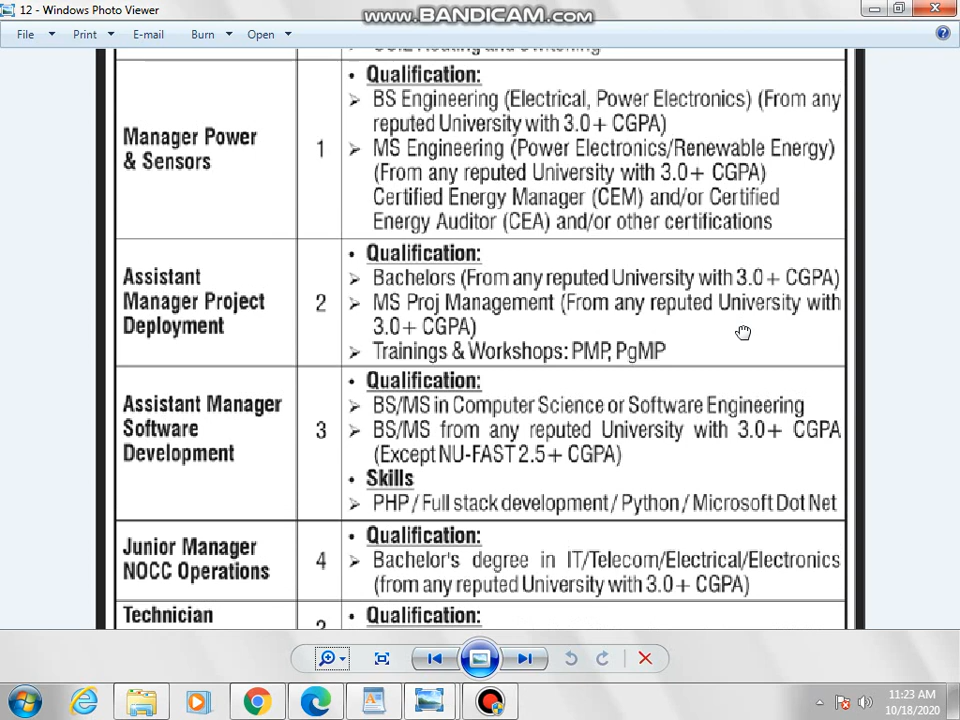 12 - Windows Photo Viewer
www.BANDICAM.com
File Print E-mail Burn Open
Manager Power
& Sensors
1
• Qualification:
➢ BS Engineering (Electrical, Power Electronics) (From any
reputed University with 3.0+ CGPA)
➢ MS Engineering (Power Electronics/Renewable Energy)
(From any reputed University with 3.0+ CGPA)
Certified Energy Manager (CEM) and/or Certified
Energy Auditor (CEA) and/or other certifications
Assistant
Manager Project
Deployment
2
• Qualification:
➢ Bachelors (From any reputed University with 3.0+ CGPA)
➢ MS Proj Management (From any reputed University with
3.0+ CGPA)
➢ Trainings & Workshops: PMP, PgMP
Assistant Manager
Software
Development
3
• Qualification:
➢ BS/MS in Computer Science or Software Engineering
➢ BS/MS from any reputed University with 3.0+ CGPA
(Except NU-FAST 2.5+ CGPA)
• Skills
➢ PHP / Full stack development / Python / Microsoft Dot Net
Junior Manager
NOCC Operations
4
• Qualification:
➢ Bachelor's degree in IT/Telecom/Electrical/Electronics
(from any reputed University with 3.0+ CGPA)
Technician
• Qualification:
11:23 AM
10/18/2020